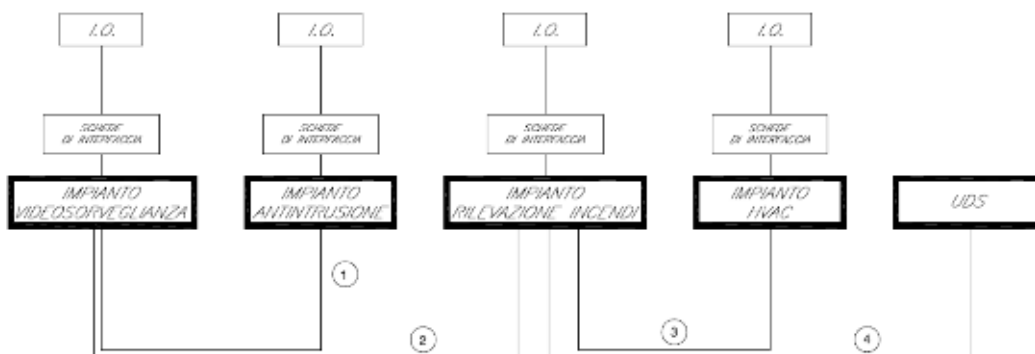 I.O.
I.O.
I.O.
I.O.
SCHEDE
DI INTERFACCIA
SCHEDE
DI INTERFACCIA
SCHEDE
DI INTERFACCIA
SCHEDE
DI INTERFACCIA
IMPIANTO
VIDEOSORVEGLIANZA
IMPIANTO
ANTINTRUSIONE
IMPIANTO
RILEVAZIONE INCENDI
IMPIANTO
HVAC
UDS
1
2
3
4